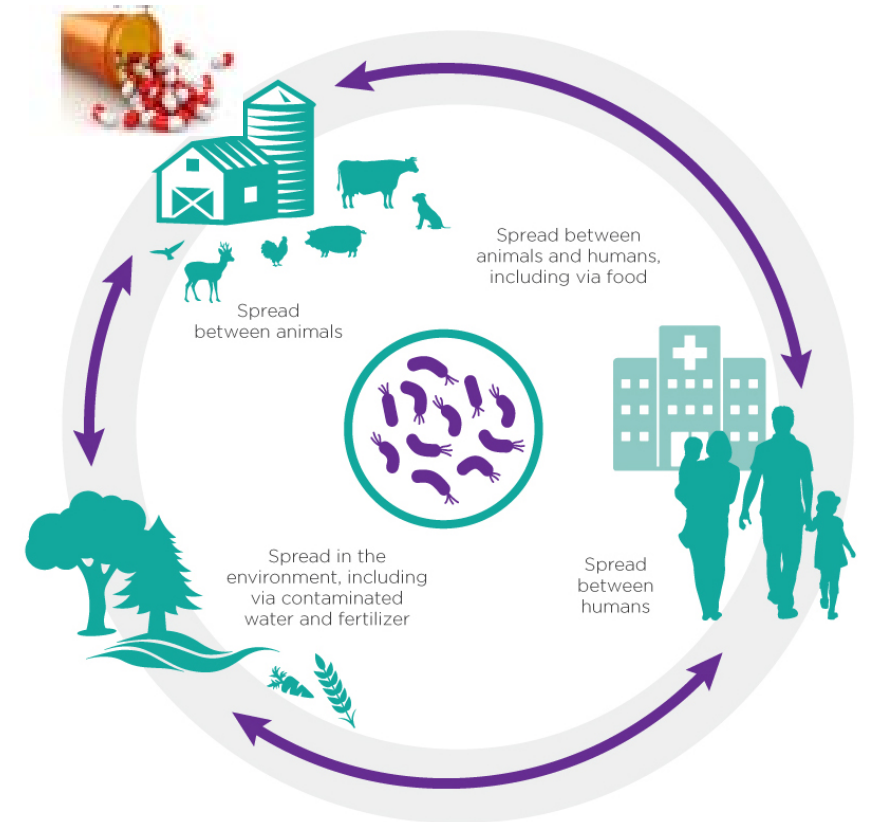 Spread between
animals and humans,
including via food
Spread
between animals
Spread in the
environment, including
via contaminated
water and fertilizer
Spread
between
humans